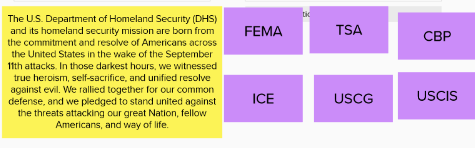 The U.S. Department of Homeland Security (DHS)
and its homeland security mission are born from
the commitment and resolve of Americans across
the United States in the wake of the September
11th attacks. In those darkest hours, we witnessed
true heroism, self-sacrifice, and unified resolve
against evil. We rallied together for our common
defense, and we pledged to stand united against
the threats attacking our great Nation, fellow
Americans, and way of life.
FEMA
TSA
CBP
ICE
USCG
USCIS